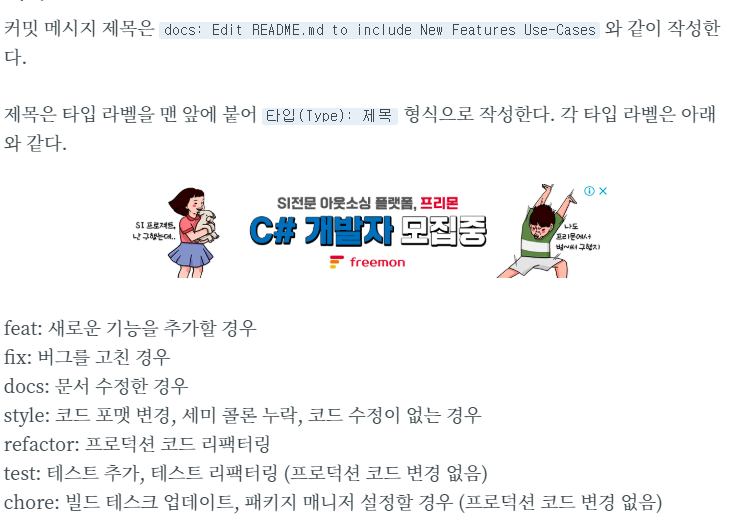 커밋 메시지 제목은 docs: Edit README.md to include New Features Use-Cases 와 같이 작성한
다.
제목은 타입 라벨을 맨 앞에 붙어 타입(Type): 제목 형식으로 작성한다. 각 타입 라벨은 아래
와 같다.
SI전문 아웃소싱 플랫폼, 프리몬
C# 개발자 모집중
freemon
SI 프로젝트,
난 구했는데..
나도
프리몬에서
벌써 구했지
feat: 새로운 기능을 추가할 경우
fix: 버그를 고친 경우
docs: 문서 수정한 경우
style: 코드 포맷 변경, 세미 콜론 누락, 코드 수정이 없는 경우
refactor: 프로덕션 코드 리팩터링
test: 테스트 추가, 테스트 리팩터링 (프로덕션 코드 변경 없음)
chore: 빌드 테스크 업데이트, 패키지 매니저 설정할 경우 (프로덕션 코드 변경 없음)